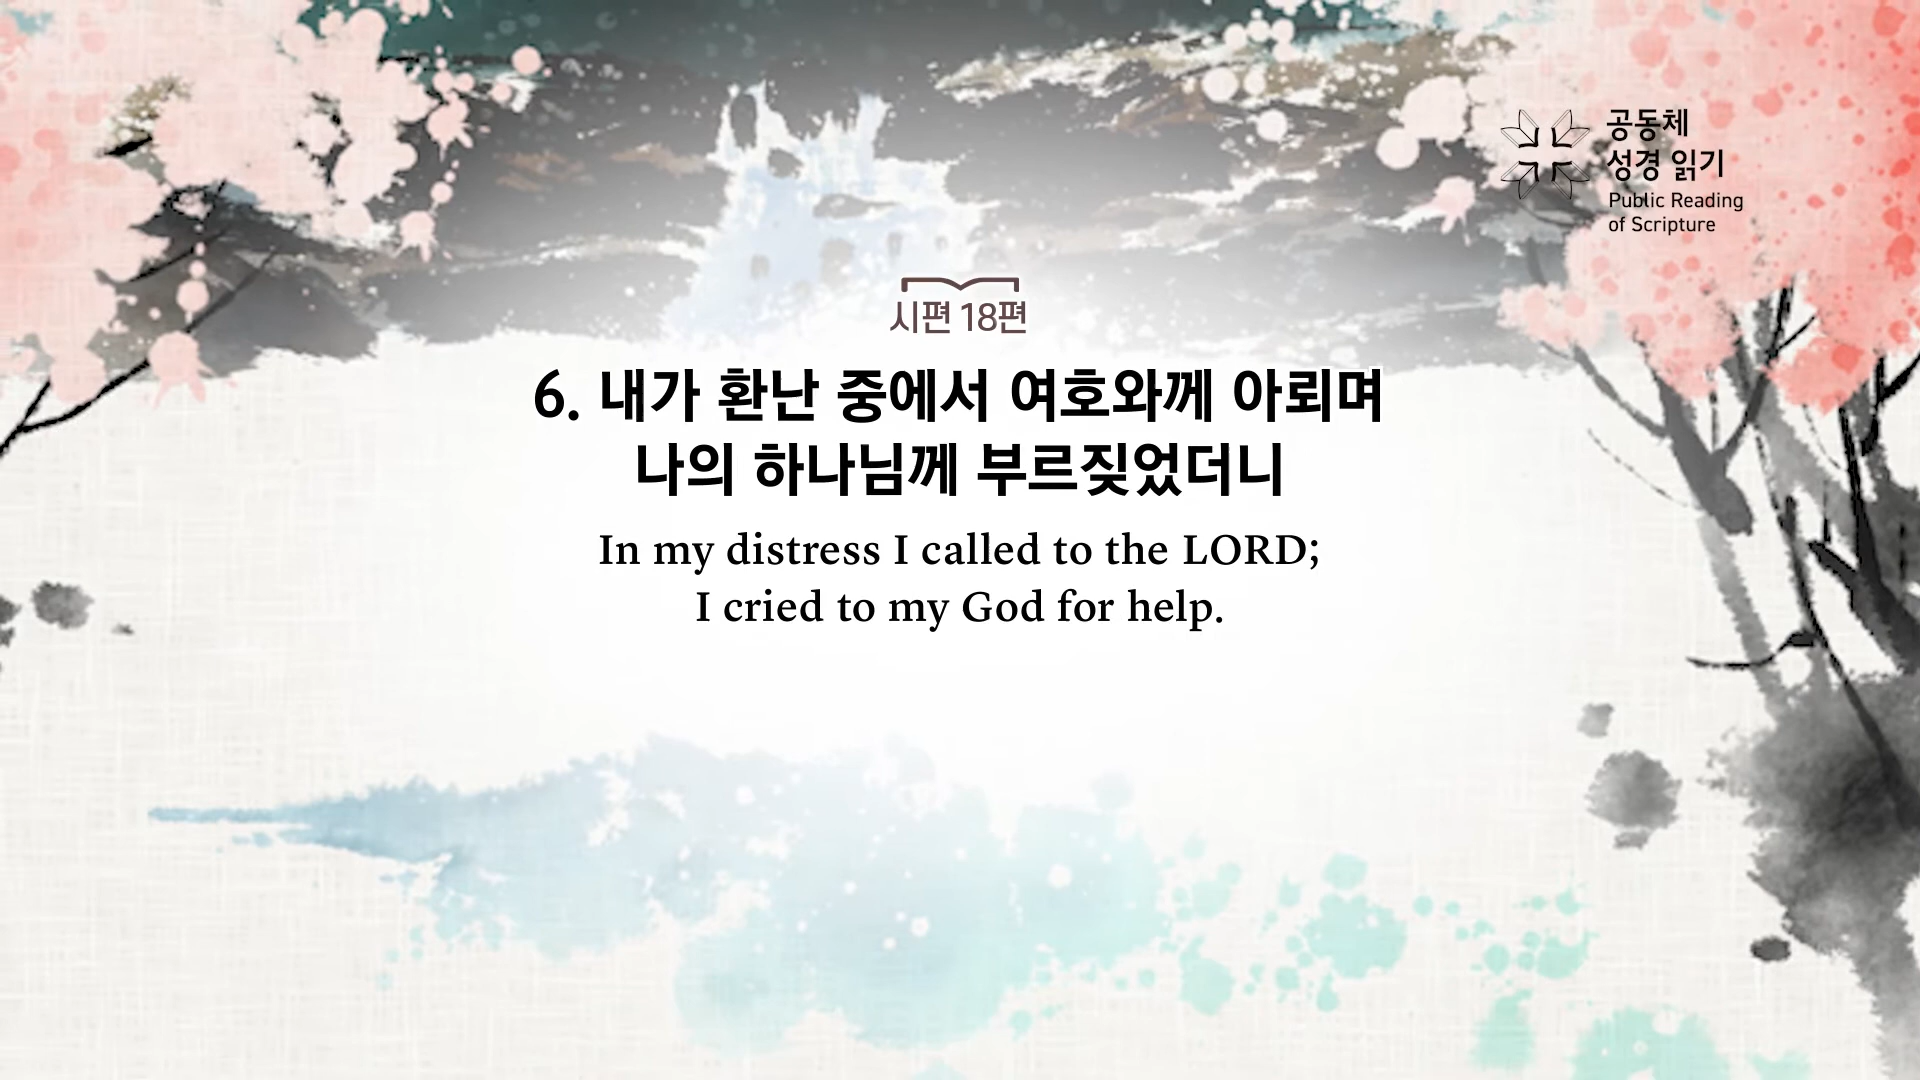 공동체
성경 읽기
Public Reading
of Scripture
시편 18편
6. 내가 환난 중에서 여호와께 아뢰며
나의 하나님께 부르짖었더니
In my distress I called to the LORD;
I cried to my God for help.